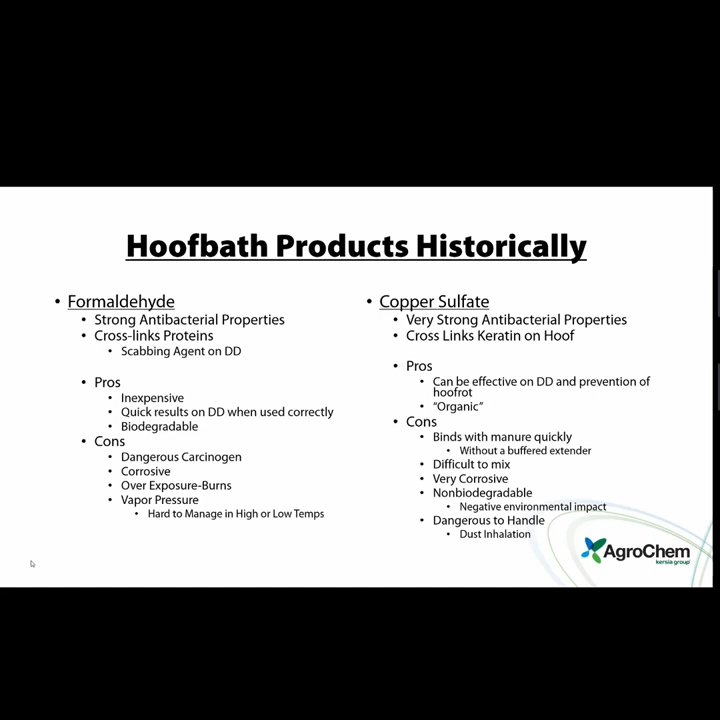 Hoofbath Products Historically
• Formaldehyde
• Strong Antibacterial Properties
• Cross-links Proteins
• Scabbing Agent on DD
• Pros
• Inexpensive
• Quick results on DD when used correctly
• Biodegradable
• Cons
• Dangerous Carcinogen
• Corrosive
• Over Exposure-Burns
• Vapor Pressure
• Hard to Manage in High or Low Temps
• Copper Sulfate
• Very Strong Antibacterial Properties
• Cross Links Keratin on Hoof
• Pros
• Can be effective on DD and prevention of
hoofrot
• "Organic"
• Cons
• Binds with manure quickly
• Without a buffered extender
• Difficult to mix
• Very Corrosive
• Nonbiodegradable
• Negative environmental impact
• Dangerous to Handle
• Dust Inhalation
AgroChem
kersia group